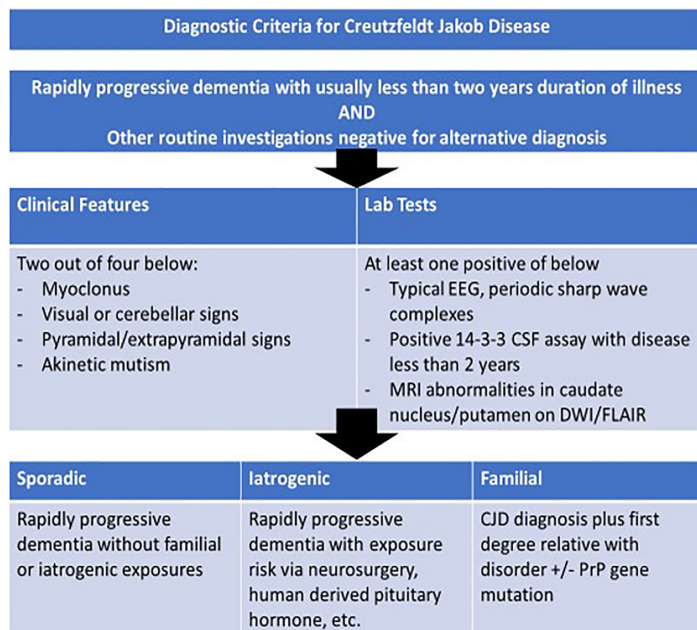 Diagnostic Criteria for Creutzfeldt Jakob Disease
Rapidly progressive dementia with usually less than two years duration of illness
AND
Other routine investigations negative for alternative diagnosis
Clinical Features
Two out of four below:
- Myoclonus
- Visual or cerebellar signs
- Pyramidal/extrapyramidal signs
- Akinetic mutism
Lab Tests
At least one positive of below
- Typical EEG, periodic sharp wave
complexes
- Positive 14-3-3 CSF assay with disease
less than 2 years
- MRI abnormalities in caudate
nucleus/putamen on DWI/FLAIR
Sporadic
Rapidly progressive
dementia without familial
or iatrogenic exposures
Iatrogenic
Rapidly progressive
dementia with exposure
risk via neurosurgery,
human derived pituitary
hormone, etc.
Familial
CJD diagnosis plus first
degree relative with
disorder +/- PrP gene
mutation